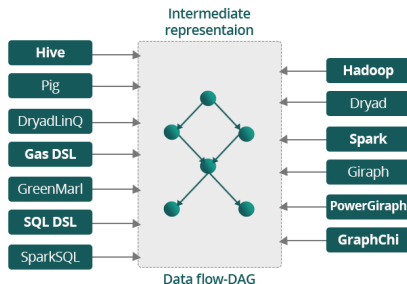 Intermediate
representaion
Hive
Pig
DryadLinQ
Gas DSL
GreenMarl
SQL DSL
SparkSQL
Hadoop
Dryad
Spark
Giraph
PowerGiraph
GraphChi
Data flow-DAG